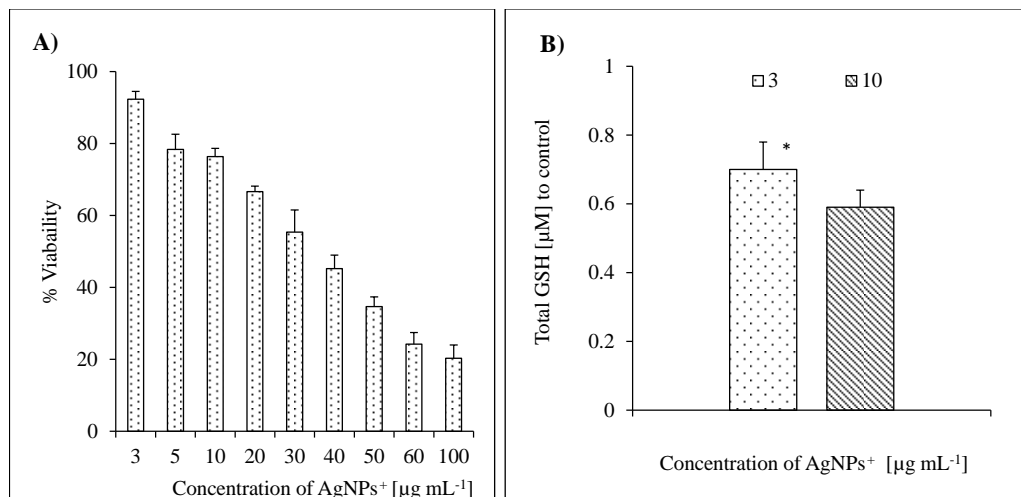 A)
% Viabaility
100
80
60
40
20
0
3 5 10 20 30 40 50 60 100
Concentration of AgNPs⁺ [µg mL⁻¹]
B)
Total GSH [µM] to control
1
0.8
0.6
0.4
0.2
0
3 10
*
Concentration of AgNPs⁺ [µg mL⁻¹]